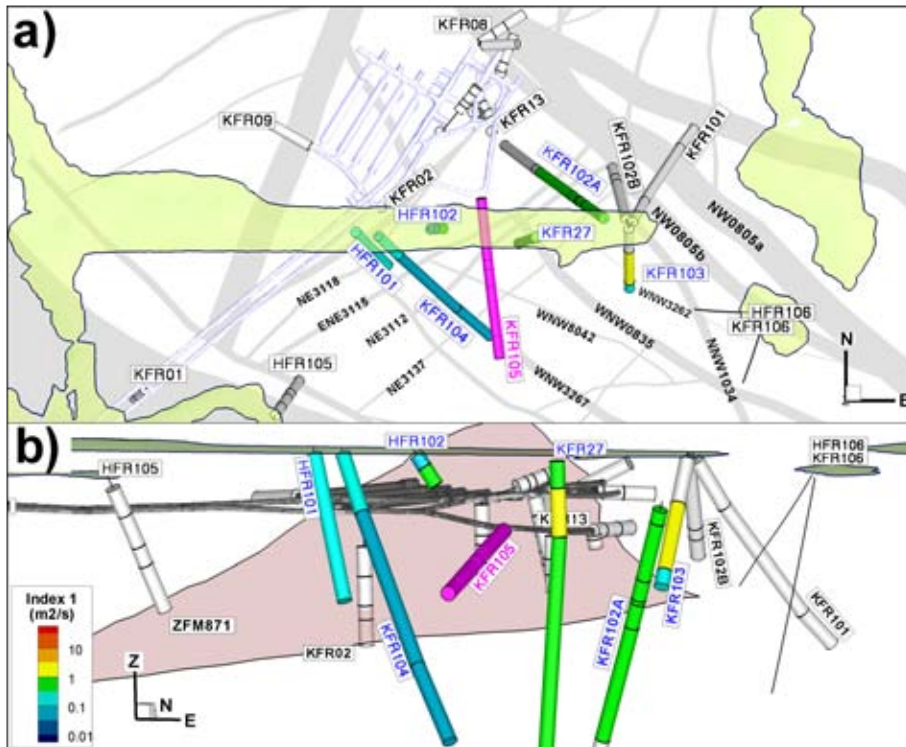 a)
KFR08
KFR09
KFR13
KFR102A
KFR102B
KFR101
KFR02
HFR102
KFR27
NW0805b
NW0805a
HFR101
KFR103
NE3118
ENE3115
NE3112
NE3137
KFR104
KFR105
WNW8042
WNW0835
WNW3262
HFR106
KFR106
NNW1034
WNW3267
KFR01
HFR105
N
E
b)
HFR102
KFR27
HFR106
KFR106
HFR105
HFR101
KFR105
KFR103
KFR102B
KFR102A
KFR101
ZFM871
KFR02
KFR104
Index 1
(m2/s)
10
1
0.1
0.01
Z
N
E